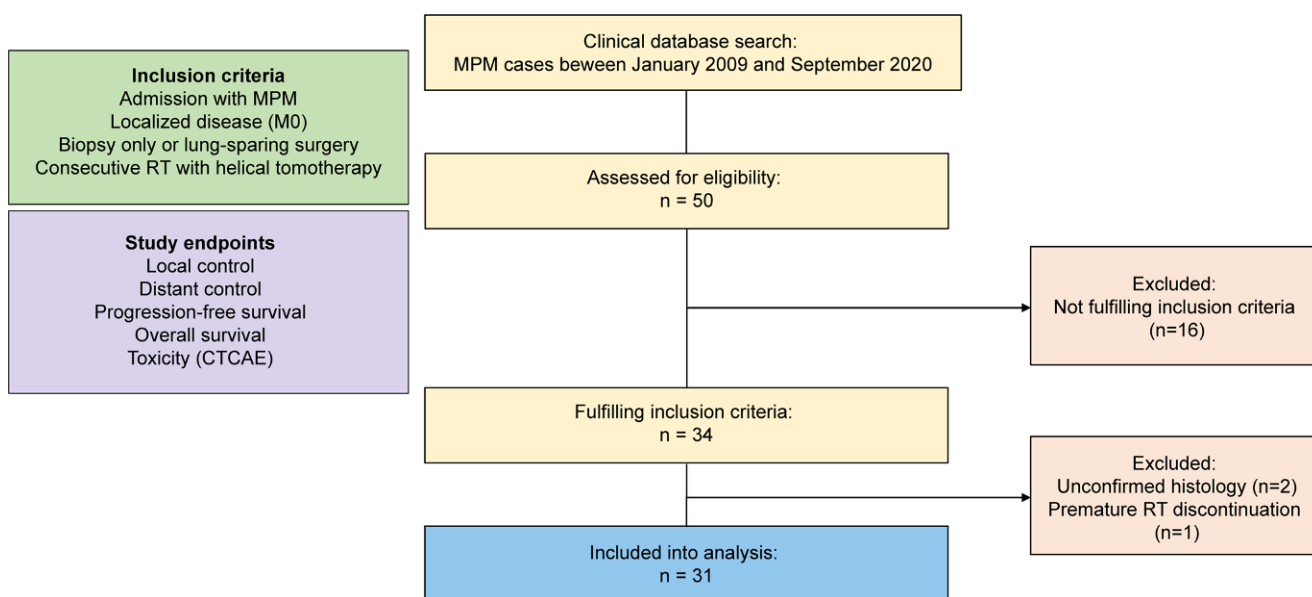 Inclusion criteria
Admission with MPM
Localized disease (M0)
Biopsy only or lung-sparing surgery
Consecutive RT with helical tomotherapy
Study endpoints
Local control
Distant control
Progression-free survival
Overall survival
Toxicity (CTCAE)
Clinical database search:
MPM cases beween January 2009 and September 2020
Assessed for eligibility:
n = 50
Excluded:
Not fulfilling inclusion criteria
(n=16)
Fulfilling inclusion criteria:
n = 34
Excluded:
Unconfirmed histology (n=2)
Premature RT discontinuation
(n=1)
Included into analysis:
n = 31